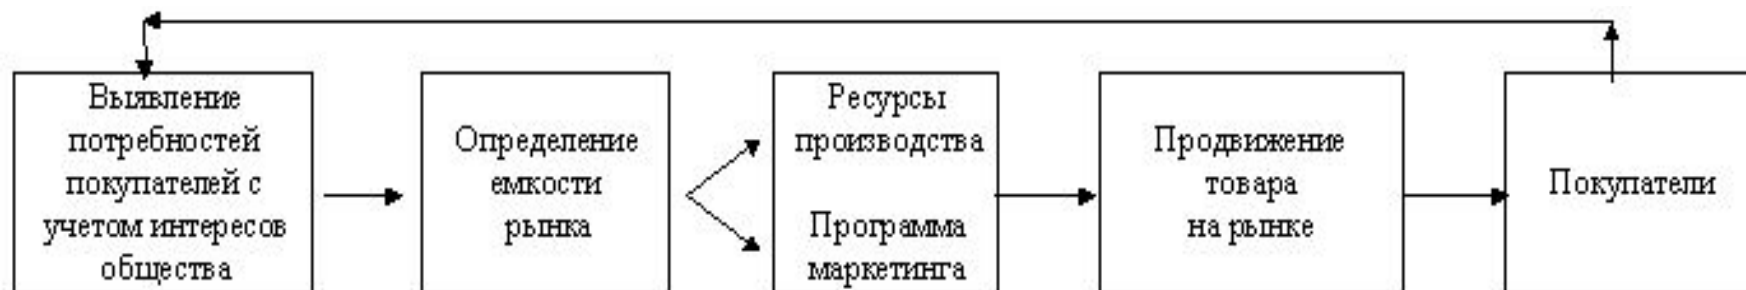 Выявление
потребностей
покупателей с
учетом интересов
общества
Определение
емкости
рынка
Ресурсы
производства
Программа
маркетинга
Продвижение
товара
на рынке
Покупатели